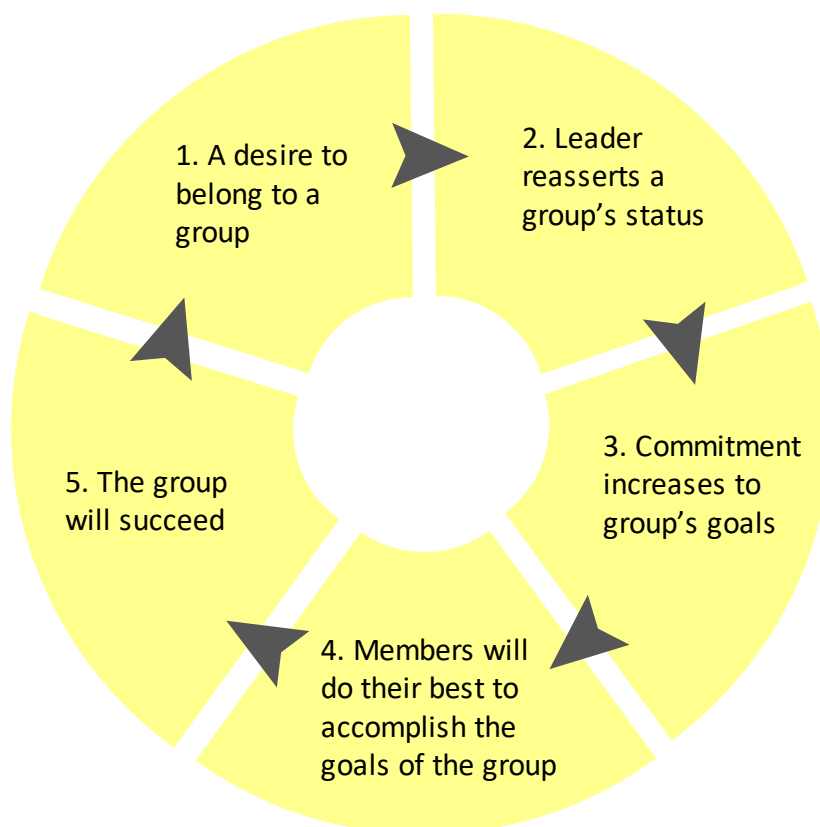 1. A desire to
belong to a
group
2. Leader
reasserts a
group’s status
3. Commitment
increases to
group’s goals
4. Members will
do their best to
accomplish the
goals of the group
5. The group
will succeed